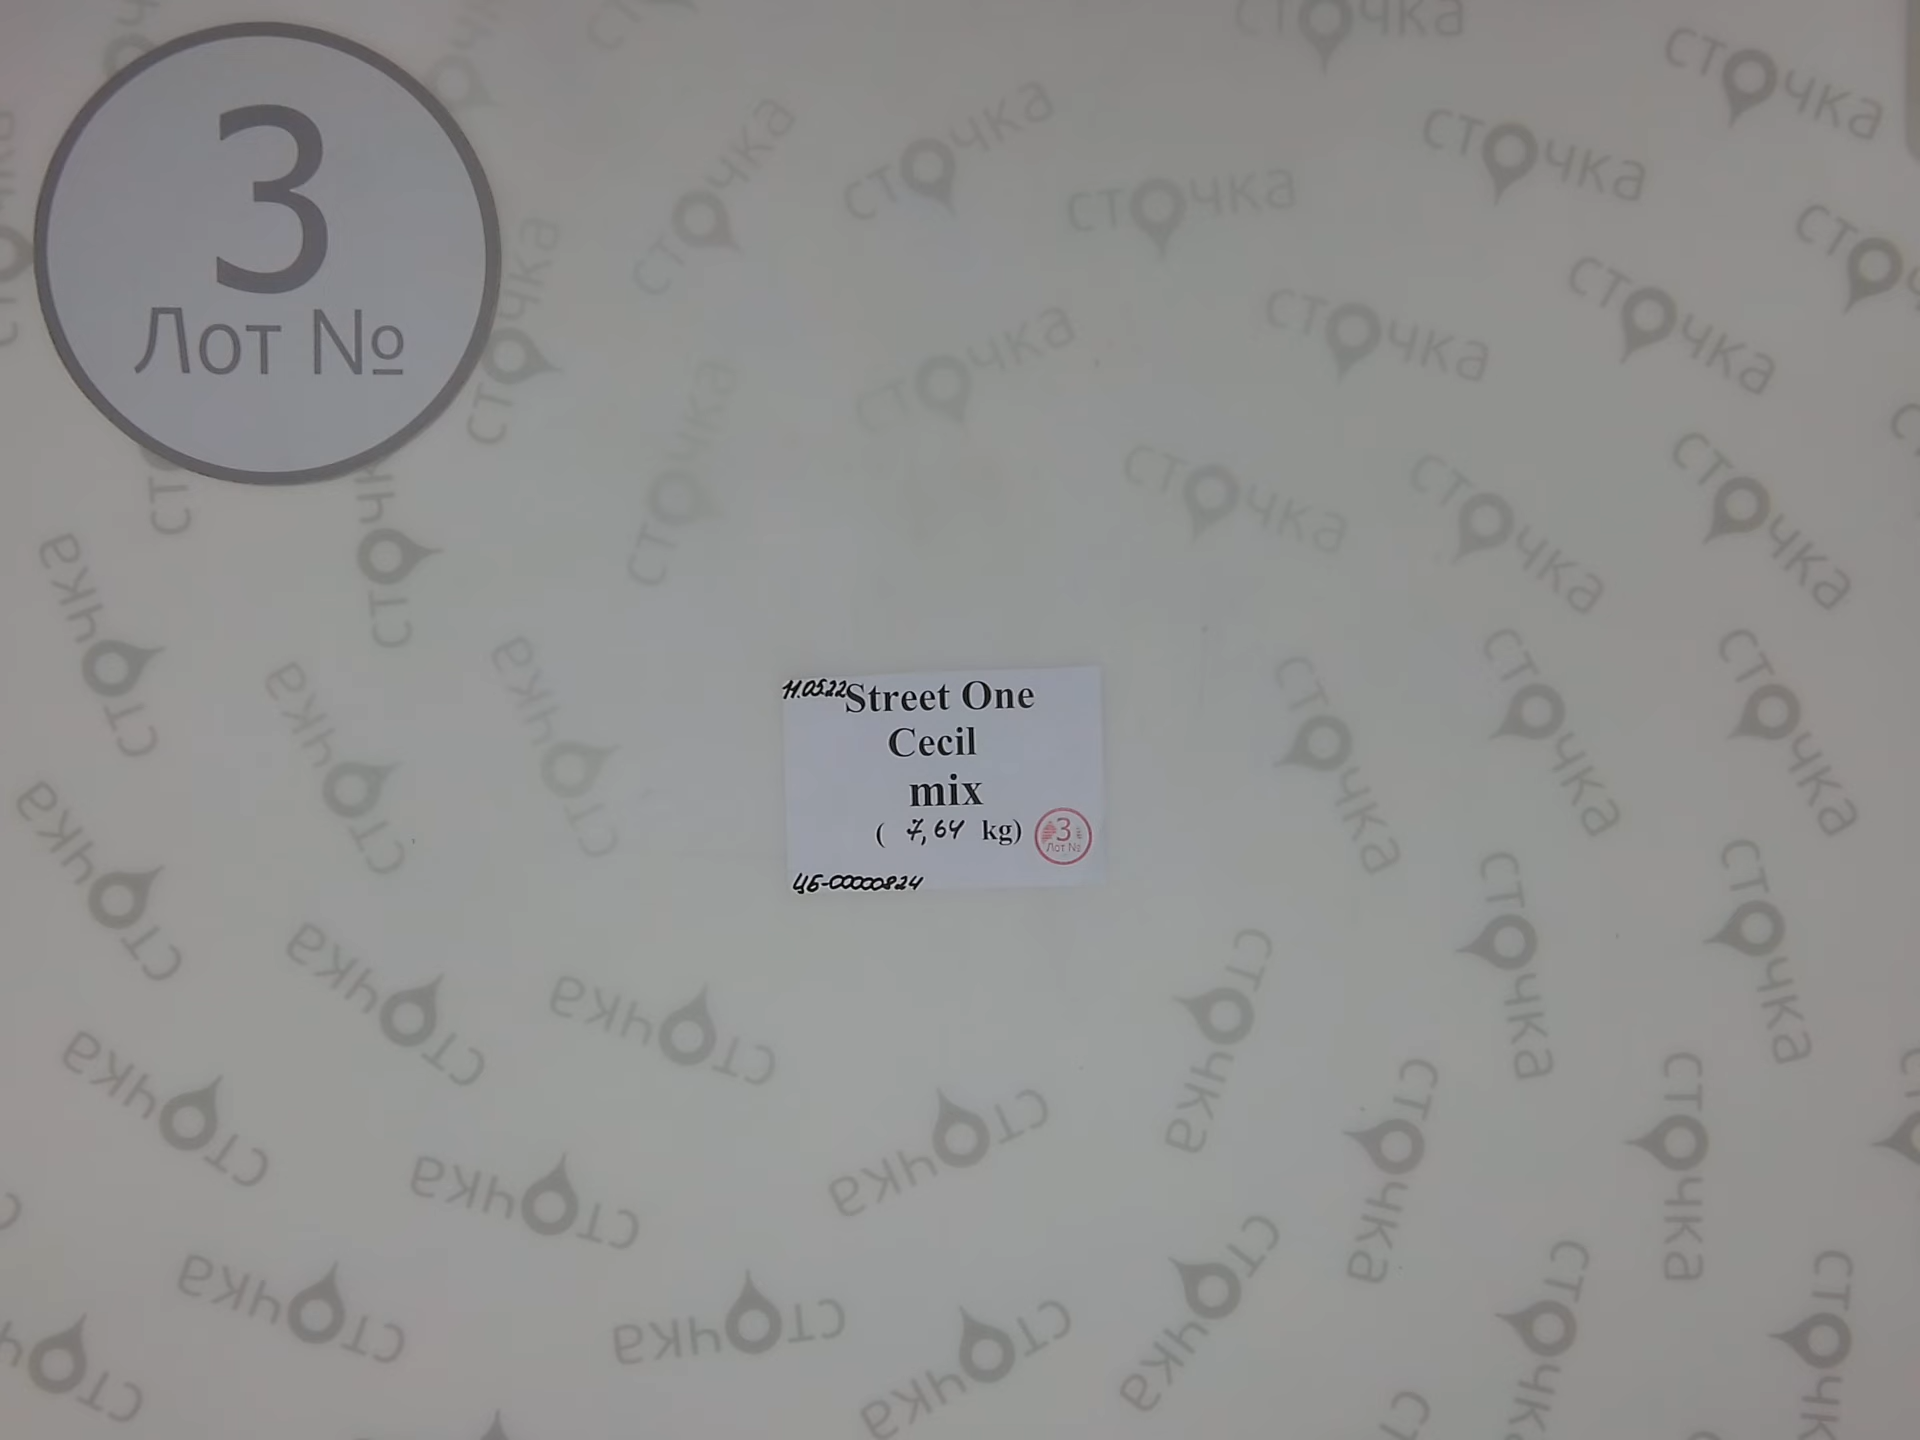 3
Лот №
11.05.22
Street One
Cecil
mix
( 7,64 kg)
3
Лот №
ЦБ-00000824
сточка